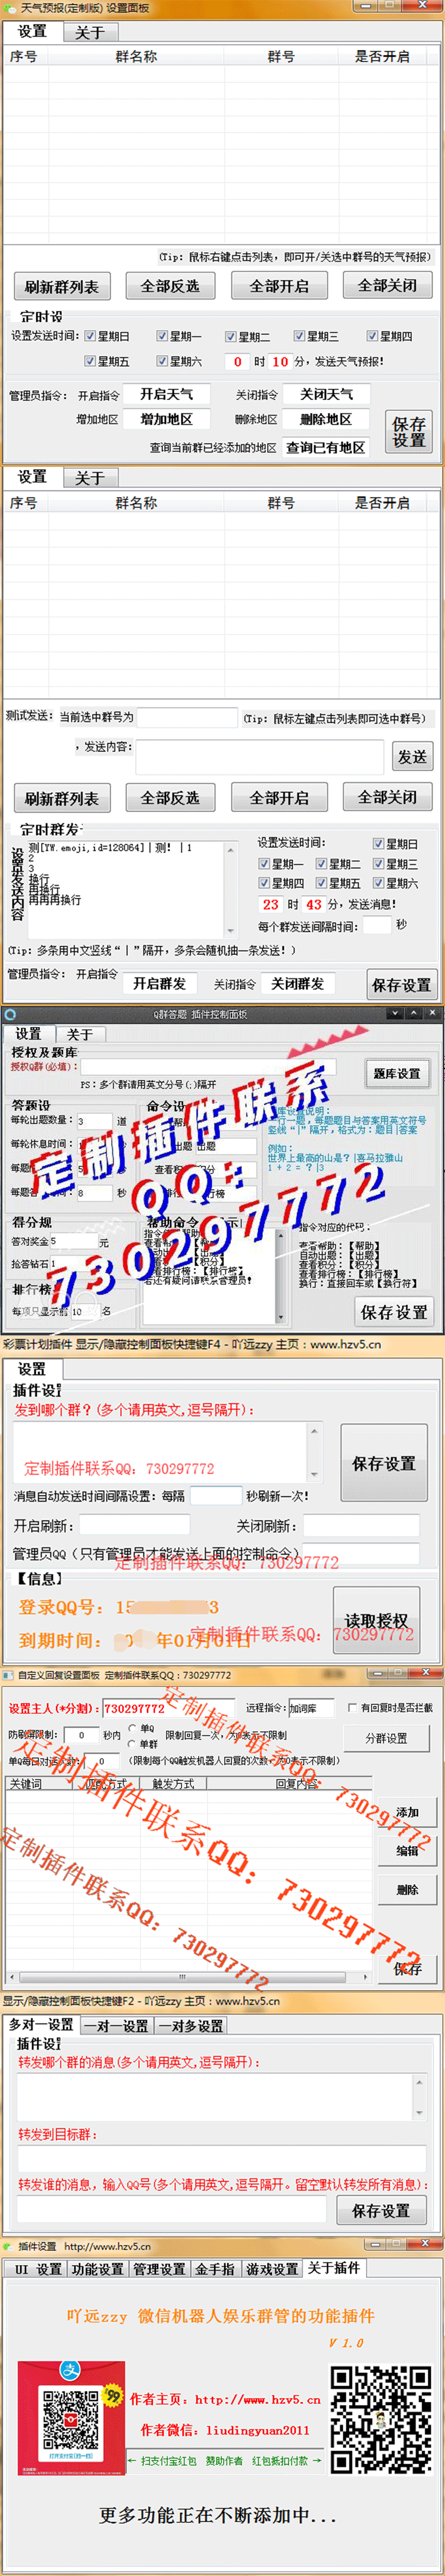 天气预报(定制版) 设置面板
设置 关于
序号 群名称 群号 是否开启
(Tip: 鼠标右键点击列表, 即可开/关选中群号的天气预报)
刷新群列表 全部反选 全部开启 全部关闭
定时设
设置发送时间: 星期日 星期一 星期二 星期三 星期四
星期五 星期六 0 时 10 分, 发送天气预报!
管理员指令: 开启指令 开启天气 关闭指令 关闭天气
增加地区 增加地区 删除地区 删除地区
查询当前群已经添加的地区 查询已有地区
保存设置
设置 关于
序号 群名称 群号 是否开启
测试发送: 当前选中群号为 (Tip: 鼠标左键点击列表即可选中群号)
, 发送内容: 发送
刷新群列表 全部反选 全部开启 全部关闭
定时群发
设置发送内容
测[YW.emoji,id=128064]丨测! 丨1
2
3
换行
再换行
再再再换行
设置发送时间: 星期日
星期一 星期二 星期三
星期四 星期五 星期六
23 时 43 分, 发送消息!
每个群发送间隔时间: 秒
(Tip: 多条用中文竖线“丨”隔开, 多条会随机抽一条发送! )
管理员指令: 开启指令 开启群发 关闭指令 关闭群发 保存设置
Q群答题 插件控制面板
设置 关于
授权及题库
授权Q群(必填):
PS: 多个群请用英文分号(;)隔开
题库设置
答题设
每轮出题数量: 3 道
每轮休息时间:
8 秒
命令设
出题
查看积分
得分规
答对奖金 5 元
抢答钻石 1
排行榜
每项只显示前 10 名
一行一题, 每题题目与答案用英文符号
竖线“|”隔开, 格式为: 题目|答案
例如:
世界上最高的山是? |喜马拉雅山
1 + 2 = ? |3
帮助命令
指令对应的代码:
查看帮助: 【帮助】
自动出题: 【出题】
查看积分: 【积分】
查看排行榜: 【排行榜】
换行: 直接回车或【换行符】
保存设置
定制插件联系
QQ:
730297772
彩票计划插件 显示/隐藏控制面板快捷键F4 - 吖远zzy 主页: www.hzv5.cn
设置
插件设
发到哪个群? (多个请用英文,逗号隔开):
定制插件联系QQ: 730297772
保存设置
消息自动发送时间间隔设置: 每隔 秒刷新一次!
开启刷新: 关闭刷新:
管理员QQ (只有管理员才能发送上面的控制命令)
定制插件联系QQ: 730297772
【信息】
登录QQ号: 15 3
到期时间: 年01月01日
读取授权
定制插件联系QQ: 730297772
自定义回复设置面板 定制插件联系QQ: 730297772
设置主人(*分割): 730297772 远程指令: 加词库 有回复时是否拦截
防刷屏限制: 0 秒内 单Q 单群 限制回复一次, 为0表示不限制 分群设置
单Q每日对话 0 (限制每个QQ触发机器人回复的次数, 为0表示不限制)
关键词 匹配方式 触发方式 回复内容
添加
编辑
删除
保存
定制插件联系QQ: 730297772
定制插件联系QQ: 730297772
定制插件联系QQ: 730297772
显示/隐藏控制面板快捷键F2 - 吖远zzy 主页: www.hzv5.cn
多对一设置 一对一设置 一对多设置
插件设
转发哪个群的消息(多个请用英文,逗号隔开):
转发到目标群:
转发谁的消息, 输入QQ号(多个请用英文,逗号隔开。留空默认转发所有消息):
保存设置
插件设置 http://www.hzv5.cn
UI 设置 功能设置 管理设置 金手指 游戏设置 关于插件
吖远zzy 微信机器人娱乐群管的功能插件
V 1.0
作者主页: http://www.hzv5.cn
作者微信: liudingyuan2011
← 扫支付宝红包 赞助作者 红包抵扣付款 →
更多功能正在不断添加中...